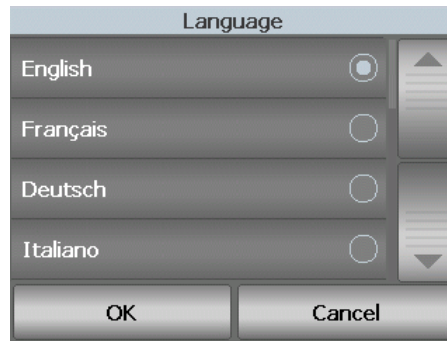 Language
English
Français
Deutsch
Italiano
OK
Cancel